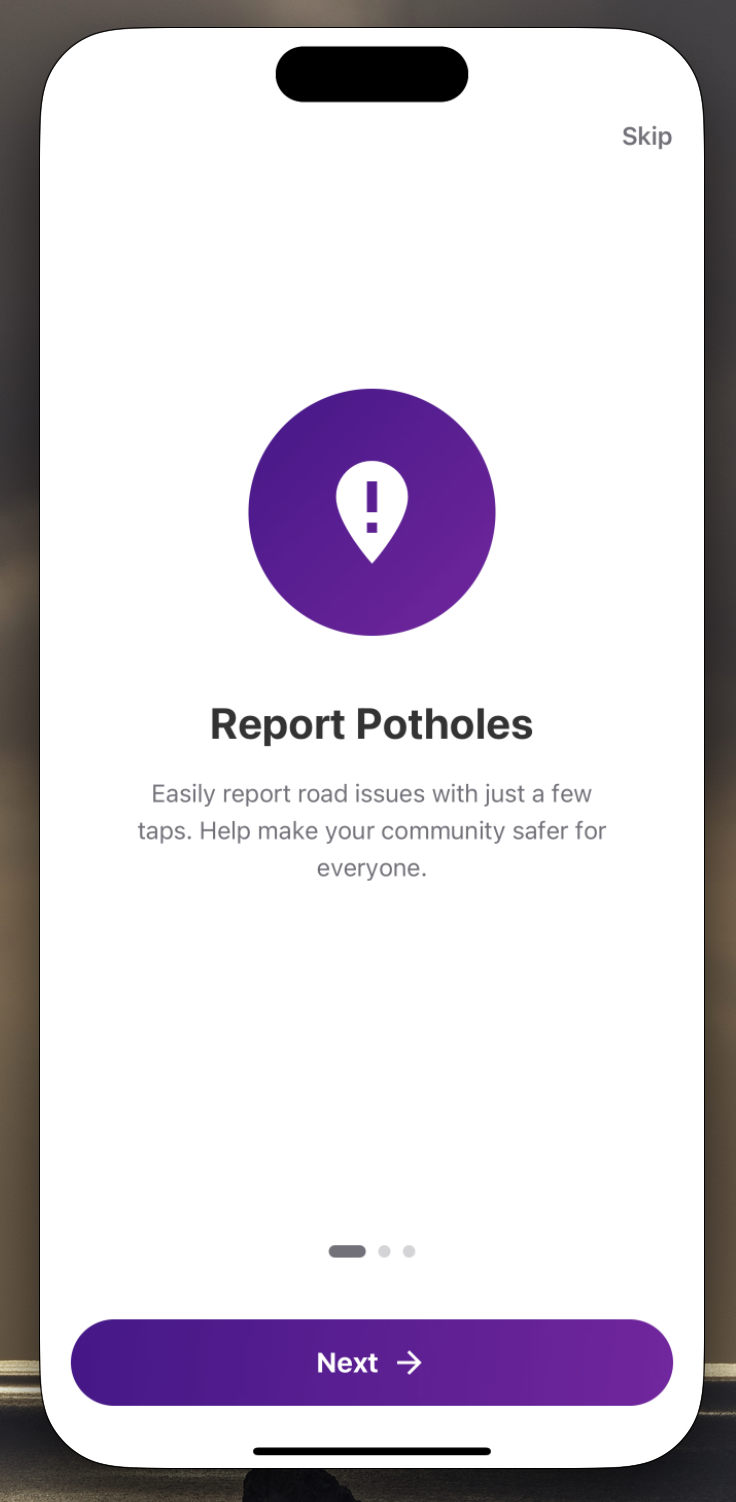 Skip
Report Potholes
Easily report road issues with just a few
taps. Help make your community safer for
everyone.
Next